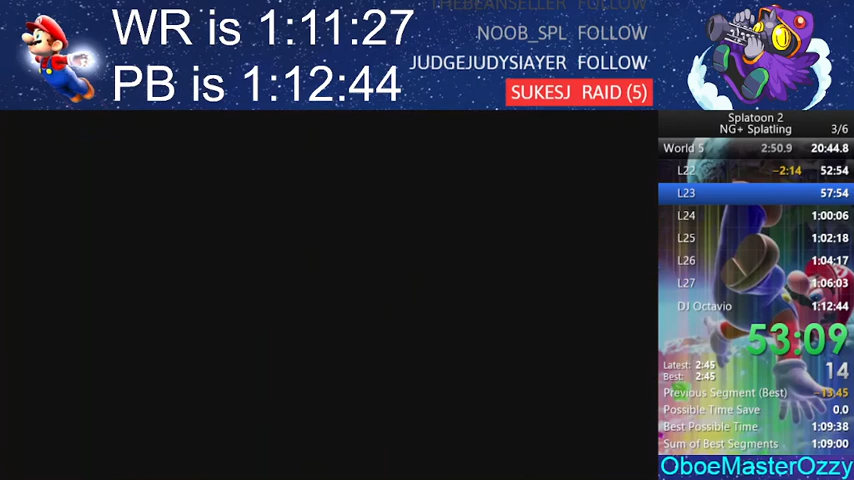 WR is 1:11:27
PB is 1:12:44
THEBEANSELLER FOLLOW
NOOB_SPL FOLLOW
JUDGEJUDYSIAYER FOLLOW
SUKESJ RAID (5)
Splatoon 2
NG+ Splatling 3/6
World 5 2:50.9 20:44.8
L22 −2:14 52:54
L23 57:54
L24 1:00:06
L25 1:02:18
L26 1:04:17
L27 1:06:03
DJ Octavio 1:12:44
53:09
Latest: 2:45
Best: 2:45
14
Previous Segment (Best) −15:45
Possible Time Save 0.0
Best Possible Time 1:09:38
Sum of Best Segments 1:09:00
OboeMasterOzzy